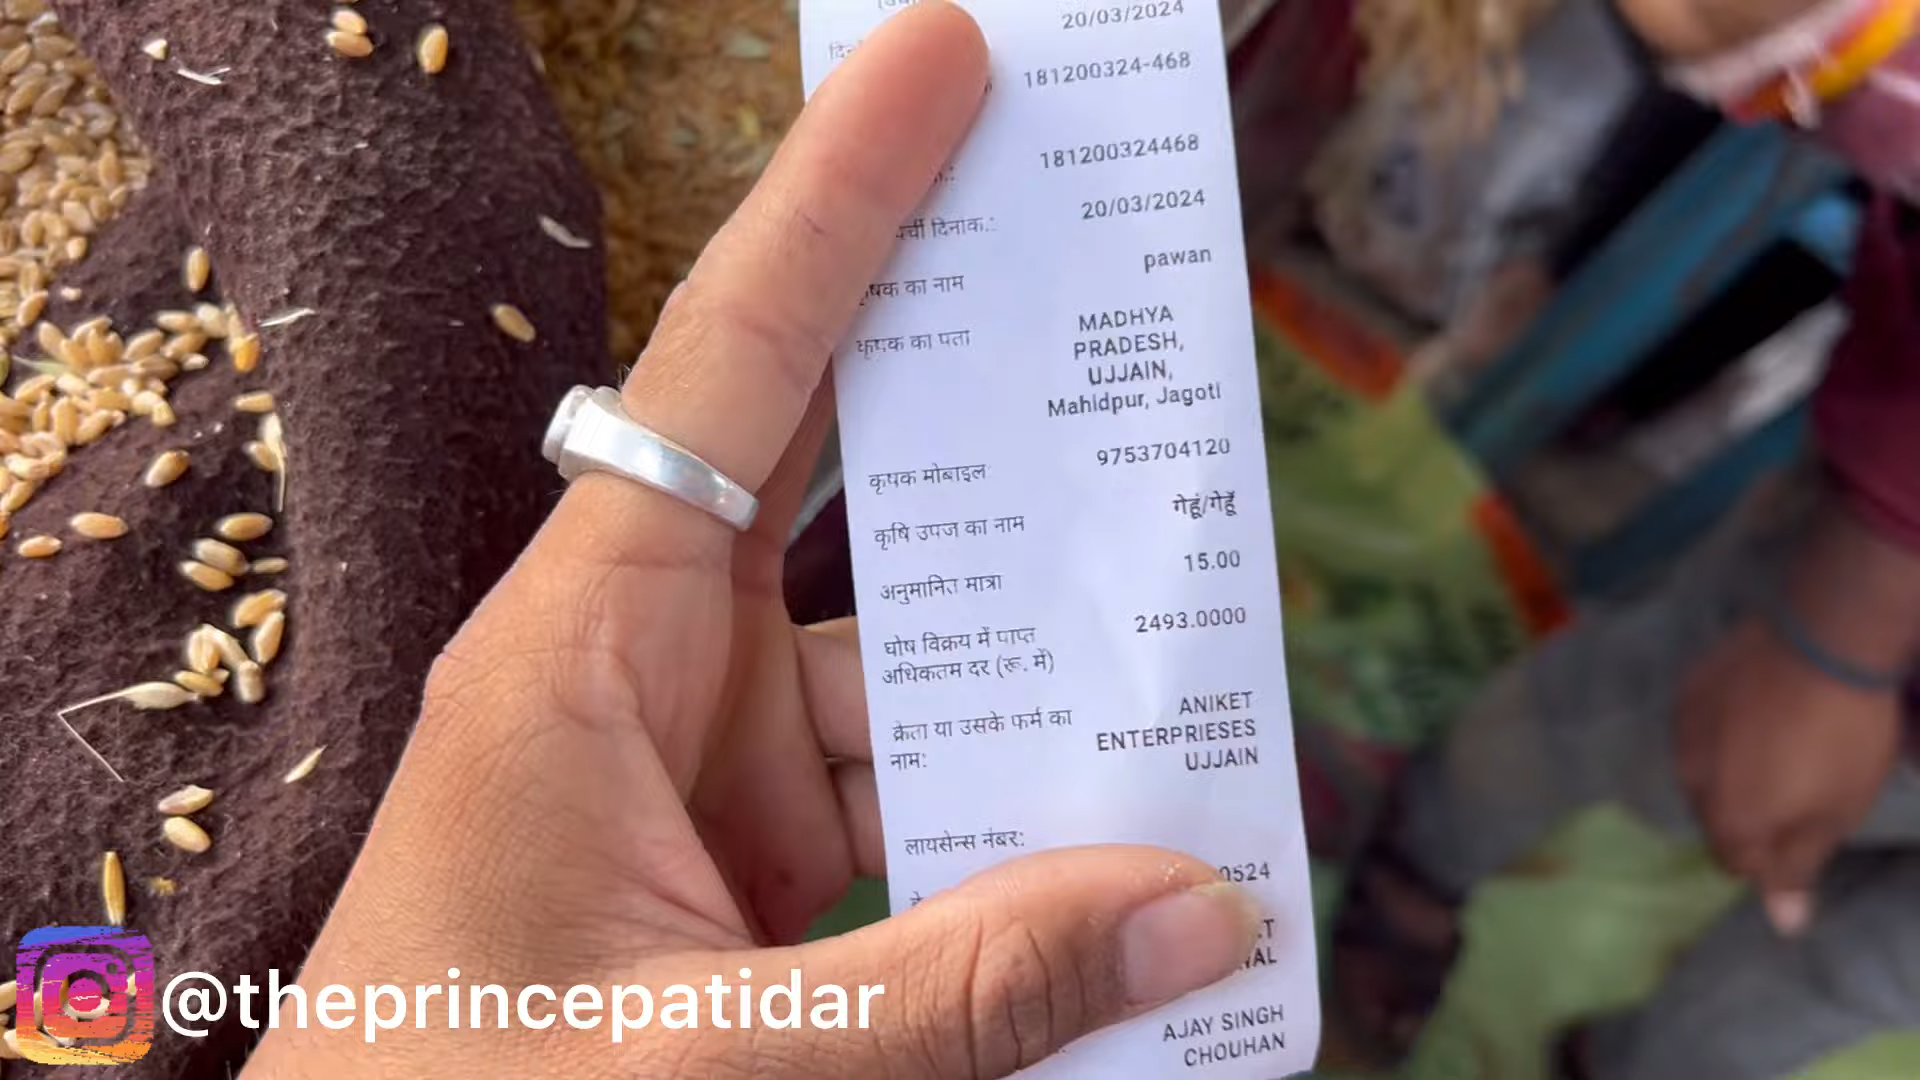 20/03/2024
181200324-468
181200324468
पर्ची दिनांक.: 20/03/2024
कृषक का नाम pawan
कृषक का पता MADHYA
PRADESH,
UJJAIN,
Mahidpur, Jagoti
कृषक मोबाइल 9753704120
कृषि उपज का नाम गेहूं/गेहूँ
अनुमानित मात्रा 15.00
घोष विक्रय में पाप्त 2493.0000
अधिकतम दर (रू. में)
क्रेता या उसके फर्म का ANIKET
नाम: ENTERPRIESES
UJJAIN
लायसेन्स नंबर:
0524
AJAY SINGH
CHOUHAN
@theprincepatidar